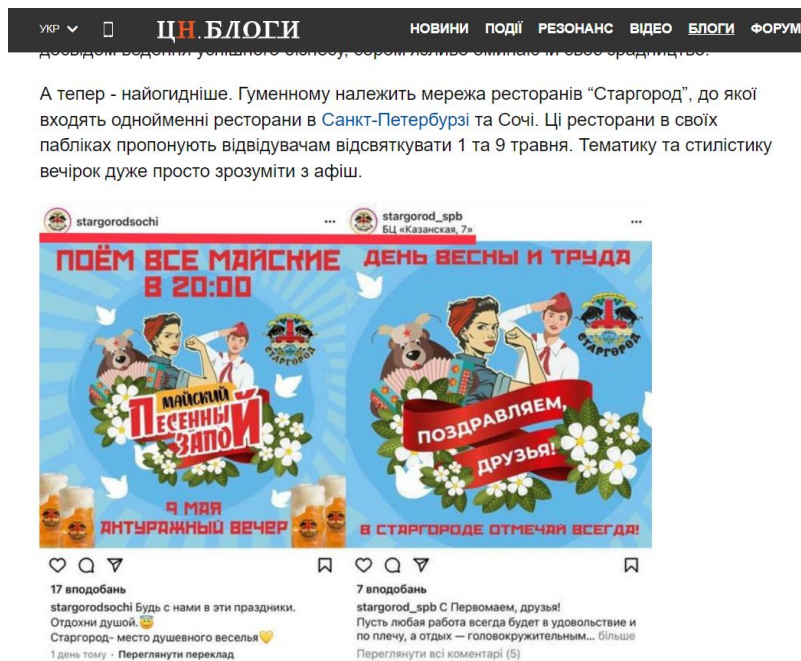 УКР
ЦН.БЛОГИ
НОВИНИ ПОДІЇ РЕЗОНАНС ВІДЕО БЛОГИ ФОРУМ
А тепер - найогидніше. Гуменному належить мережа ресторанів “Старгород”, до якої
входять однойменні ресторани в Санкт-Петербурзі та Сочі. Ці ресторани в своїх
пабліках пропонують відвідувачам відсвяткувати 1 та 9 травня. Тематику та стилістику
вечірок дуже просто зрозуміти з афіш.
stargorodsochi
ПОЁМ ВСЕ МАЙСКИЕ
В 20:00
СТАРГОРОД
МАЙСКИЙ
ПЕСЕННЫЙ
ЗАПОЙ
9 МАЯ
АНТУРАЖНЫЙ ВЕЧЕР
17 вподобань
stargorodsochi Будь с нами в эти праздники.
Отдохни душой.😇
Старгород- место душевного веселья💛
1 день тому · Переглянути переклад
stargorod_spb
БЦ «Казанская, 7»
ДЕНЬ ВЕСНЫ И ТРУДА
СТАРГОРОД
ПОЗДРАВЛЯЕМ,
ДРУЗЬЯ!
В СТАРГОРОДЕ ОТМЕЧАЙ ВСЕГДА!
7 вподобань
stargorod_spb С Первомаем, друзья!
Пусть любая работа всегда будет в удовольствие и
по плечу, а отдых — головокружительным... більше
Переглянути всі коментарі (5)